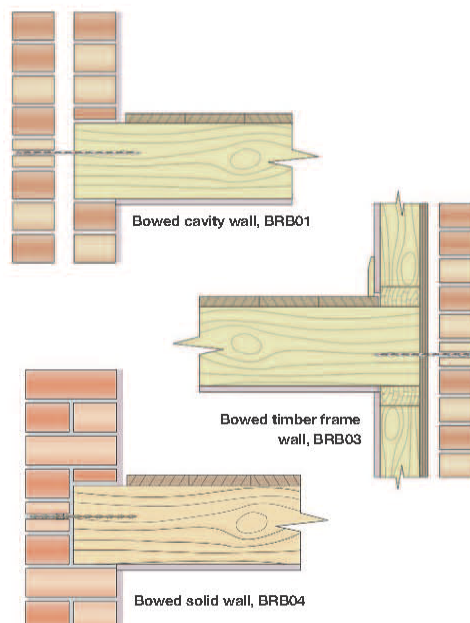 Bowed cavity wall, BRB01
Bowed timber frame
wall, BRB03
Bowed solid wall, BRB04